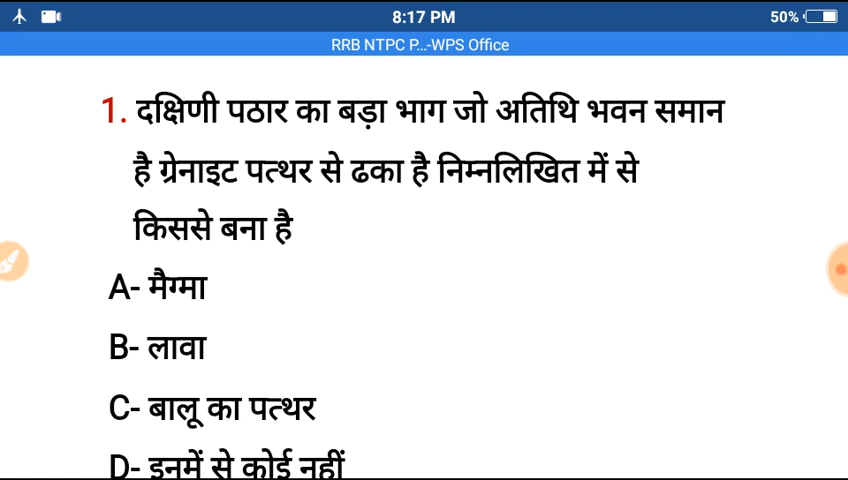 8:17 PM
50%
RRB NTPC P...-WPS Office
1. दक्षिणी पठार का बड़ा भाग जो अतिथि भवन समान
है ग्रेनाइट पत्थर से ढका है निम्नलिखित में से
किससे बना है
A- मैग्मा
B- लावा
C- बालू का पत्थर
D- इनमें से कोई नहीं